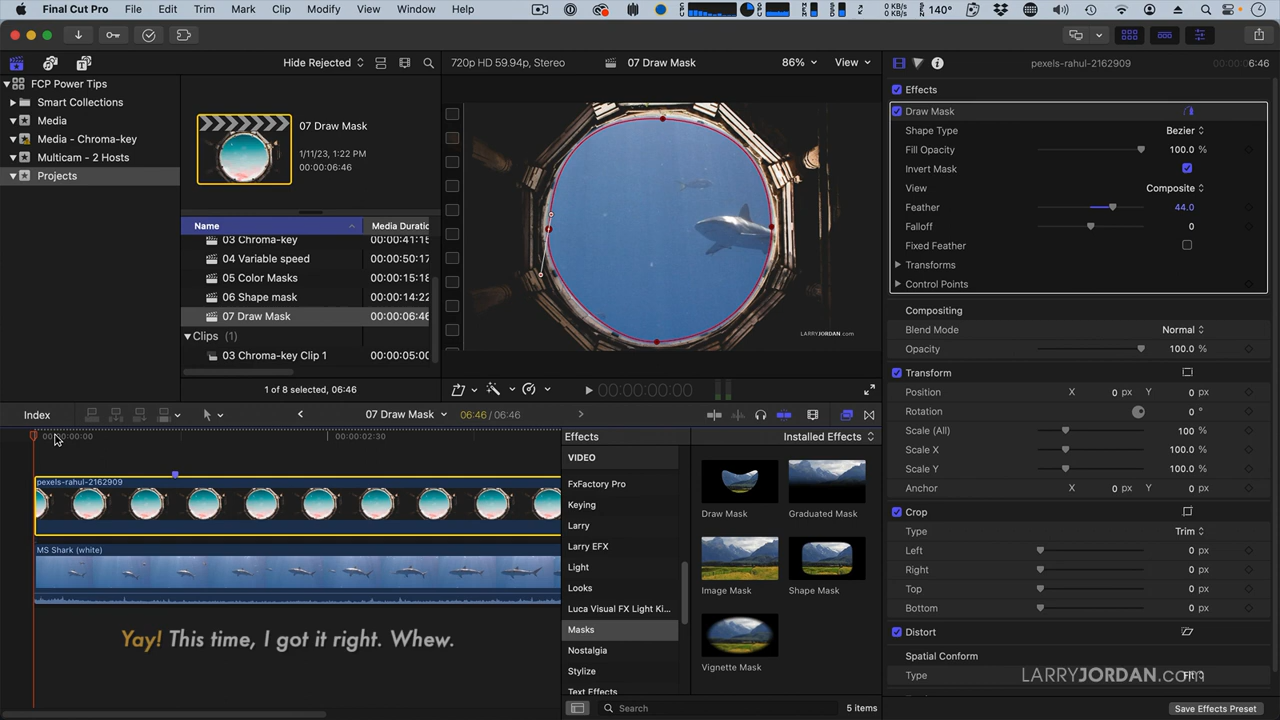 Final Cut Pro File Edit Trim Mark Clip Modify View Window Help
0 KB/s
0 KB/s
140°
Hide Rejected
720p HD 59.94p, Stereo
07 Draw Mask
86%
View
pexels-rahul-2162909
6:46
FCP Power Tips
Smart Collections
Media
Media - Chroma-key
Multicam - 2 Hosts
Projects
07 Draw Mask
1/11/23, 1:22 PM
00:00:06:46
Name
Media Duratio
03 Chroma-key 00:00:41:15
04 Variable speed 00:00:50:17
05 Color Masks 00:00:15:18
06 Shape mask 00:00:14:22
07 Draw Mask 00:00:06:46
Clips (1)
03 Chroma-key Clip 1 00:00:05:00
1 of 8 selected, 06:46
LARRYJORDAN.com
00:00:00:00
Effects
Draw Mask
Shape Type Bezier
Fill Opacity 100.0 %
Invert Mask
View Composite
Feather 44.0
Falloff 0
Fixed Feather
Transforms
Control Points
Compositing
Blend Mode Normal
Opacity 100.0 %
Transform
Position X 0 px Y 0 px
Rotation 0 °
Scale (All) 100 %
Scale X 100.0 %
Scale Y 100.0 %
Anchor X 0 px Y 0 px
Crop
Type Trim
Left 0 px
Right 0 px
Top 0 px
Bottom 0 px
Distort
Spatial Conform
Type
LARRYJORDAN.com
Save Effects Preset
Index
07 Draw Mask
06:46 / 06:46
00:00:02:30
pexels-rahul-2162909
MS Shark (white)
Yay! This time, I got it right. Whew.
Effects
Installed Effects
VIDEO
FxFactory Pro
Keying
Larry
Larry EFX
Light
Looks
Luca Visual FX Light Ki...
Masks
Nostalgia
Stylize
Text Effects
Draw Mask
Graduated Mask
Image Mask
Shape Mask
Vignette Mask
Search
5 items